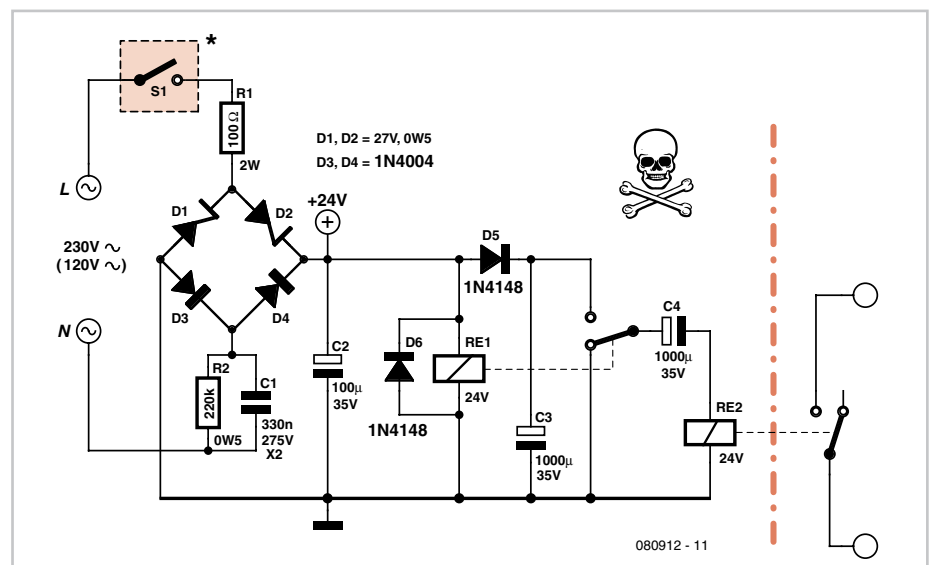 *
S1
R1
100Ω
2W
D1, D2 = 27V, 0W5
D3, D4 = 1N4004
L
D1
D2
+24V
230V ~
(120V ~)
D5
1N4148
D3
D4
C4
1000µ
35V
N
R2
220k
0W5
C1
330n
275V
X2
C2
100µ
35V
D6
1N4148
RE1
24V
C3
1000µ
35V
RE2
24V
080912 - 11